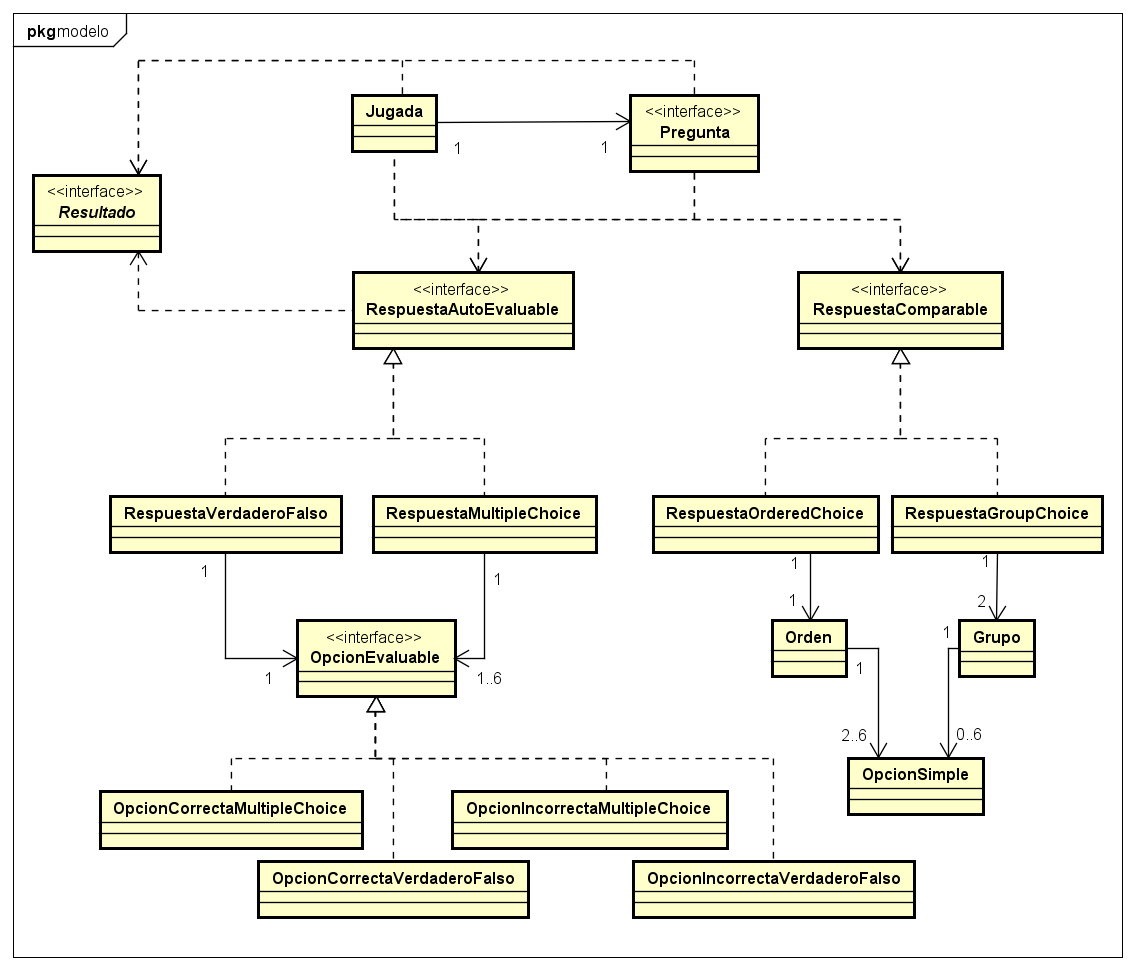 pkg modelo
Jugada
<<interface>>
Pregunta
1
1
<<interface>>
Resultado
<<interface>>
RespuestaAutoEvaluable
<<interface>>
RespuestaComparable
RespuestaVerdaderoFalso
RespuestaMultipleChoice
RespuestaOrderedChoice
RespuestaGroupChoice
1
1
1
1
1
2
<<interface>>
OpcionEvaluable
Orden
Grupo
1
1..6
1
1
2..6
0..6
OpcionSimple
OpcionCorrectaMultipleChoice
OpcionIncorrectaMultipleChoice
OpcionCorrectaVerdaderoFalso
OpcionIncorrectaVerdaderoFalso